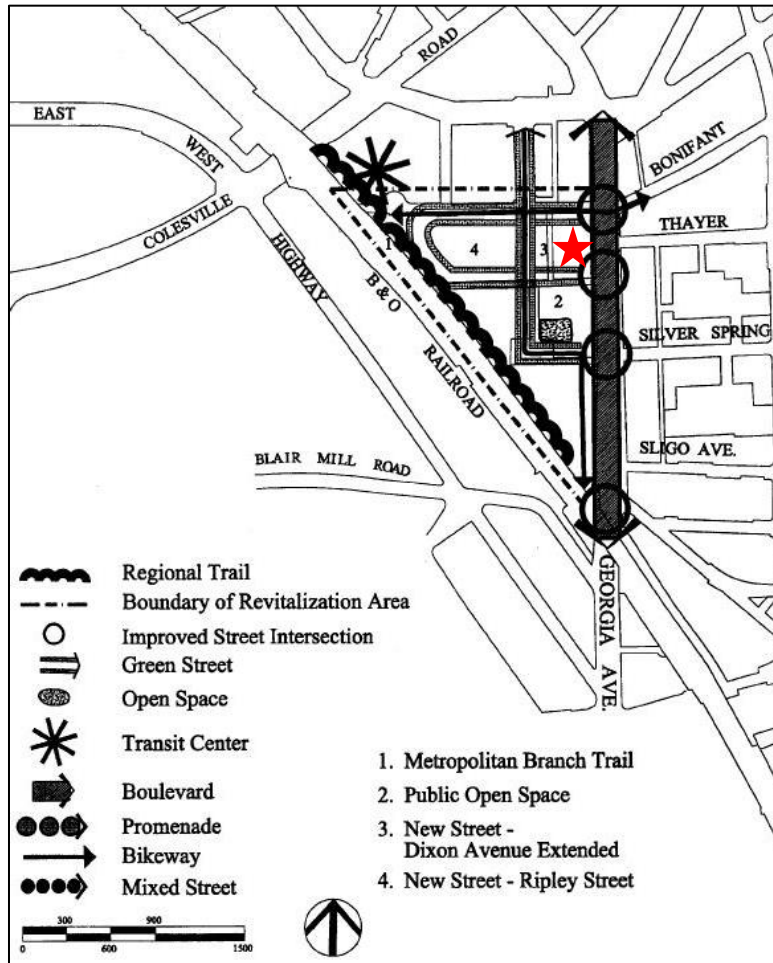 ROAD
EAST
WEST
COLESVILLE
HIGHWAY
BONIFANT
THAYER
1
4
3
2
B & O
RAILROAD
SILVER SPRING
SLIGO AVE.
BLAIR MILL ROAD
GEORGIA AVE.
Regional Trail
Boundary of Revitalization Area
Improved Street Intersection
Green Street
Open Space
Transit Center
Boulevard
Promenade
Bikeway
Mixed Street
1. Metropolitan Branch Trail
2. Public Open Space
3. New Street -
Dixon Avenue Extended
4. New Street - Ripley Street
300 900
0 600 1500